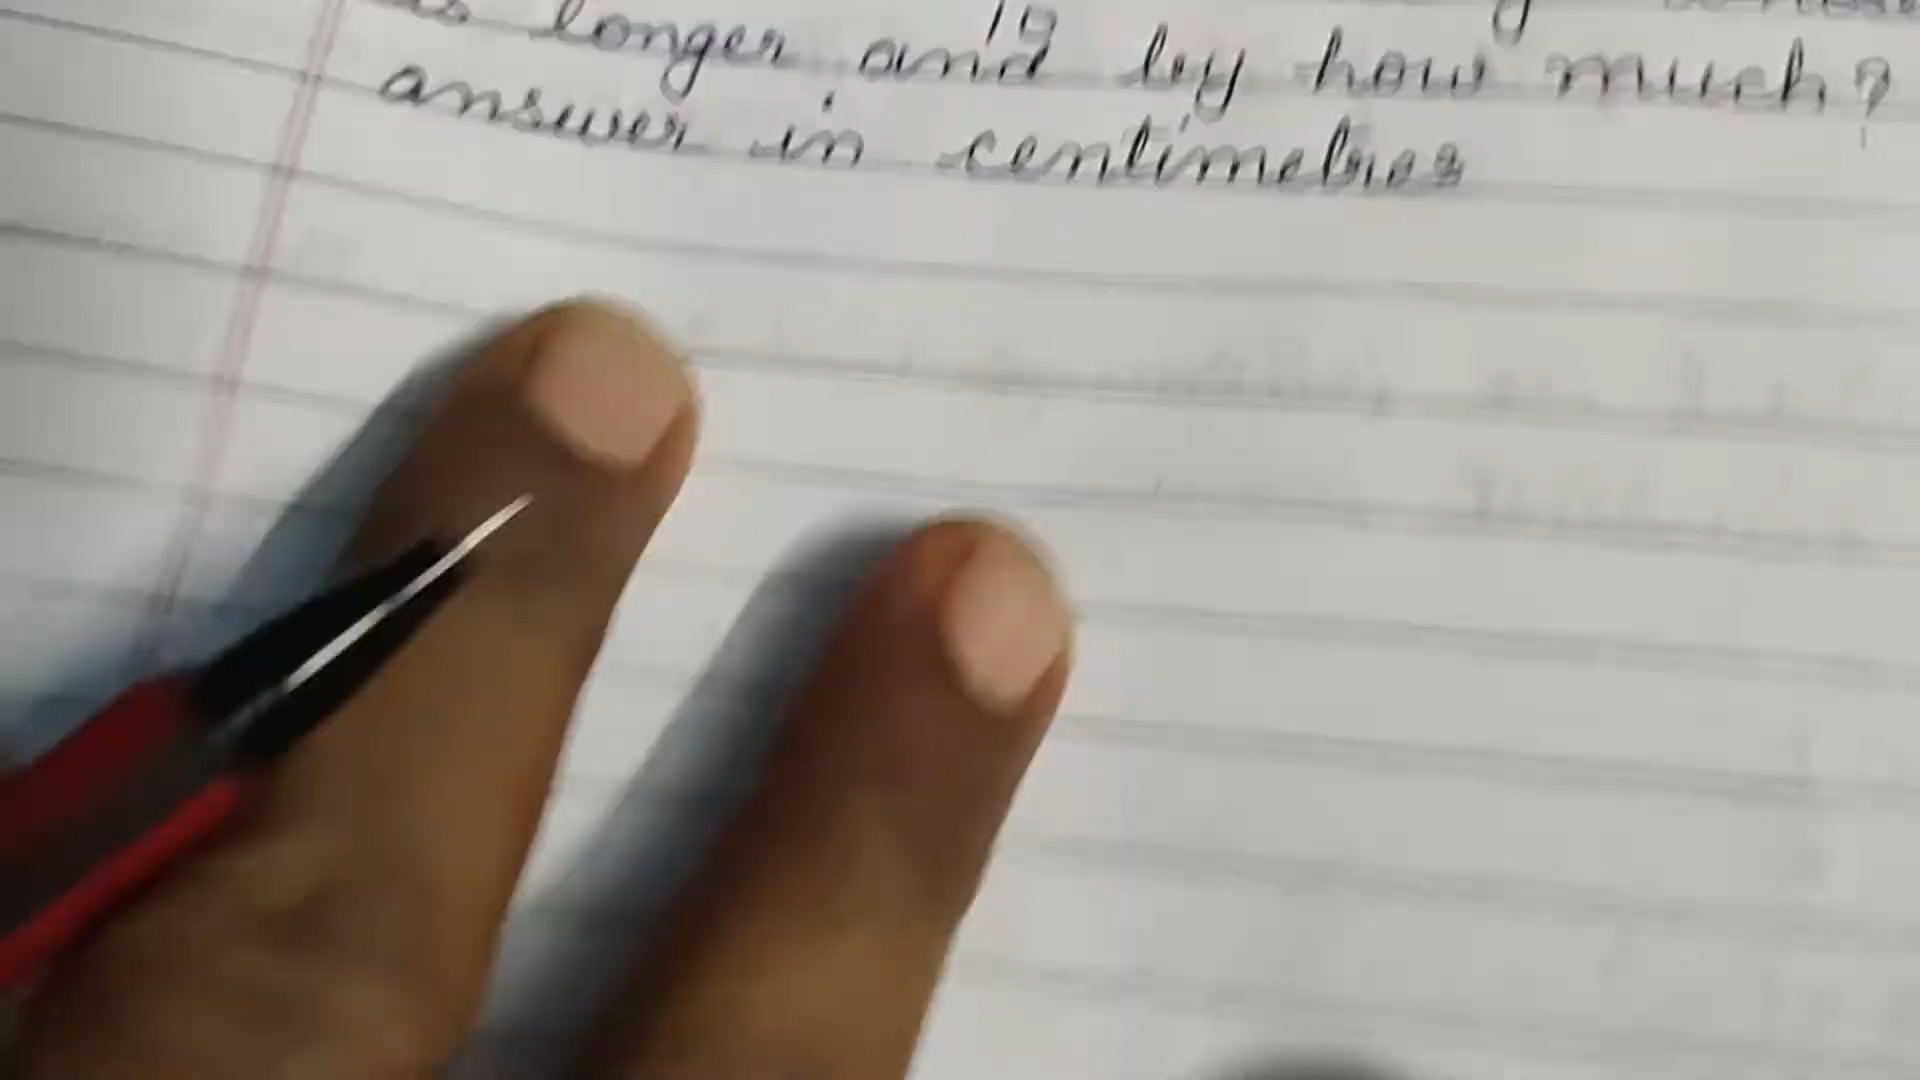 is longer and by how much?
answer in centimetres